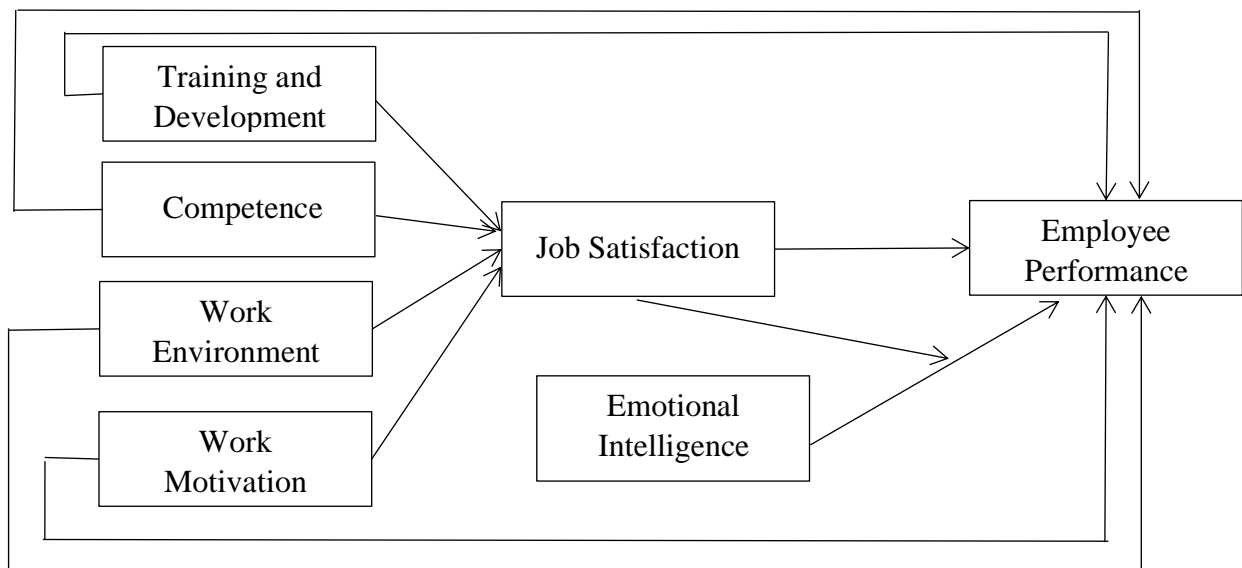 Training and
Development
Competence
Work
Environment
Work
Motivation
Job Satisfaction
Emotional
Intelligence
Employee
Performance